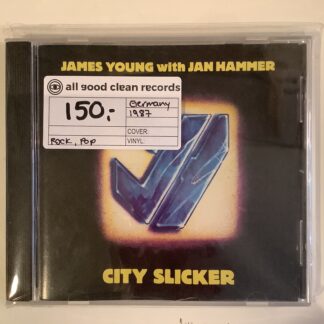 JAMES YOUNG with JAN HAMMER
all good clean records
150,-
Germany
1987
COVER:
Rock, Pop
VINYL:
CITY SLICKER